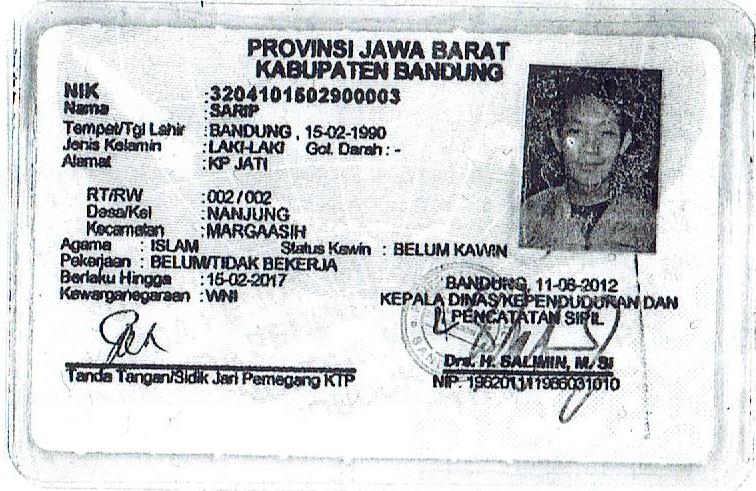 PROVINSI JAWA BARAT
KABUPATEN BANDUNG
NIK :3204101502900003
Nama :SARIP
Tempat/Tgl Lahir :BANDUNG , 15-02-1990
Jenis Kelamin :LAKI-LAKI Gol. Darah : -
Alamat :KP JATI
RT/RW :002 / 002
Desa/Kel :NANJUNG
Kecamatan :MARGAASIH
Agama : ISLAM Status Kawin : BELUM KAWIN
Pekerjaan : BELUM/TIDAK BEKERJA
Berlaku Hingga :15-02-2017
Kewarganegaraan :WNI
BANDUNG, 11-06-2012
KEPALA DINAS KEPENDUDUKAN DAN
PENCATATAN SIPIL
Drs. H. SALIMIN, M.Si
NIP. 196201111986031010
Tanda Tangan/Sidik Jari Pemegang KTP